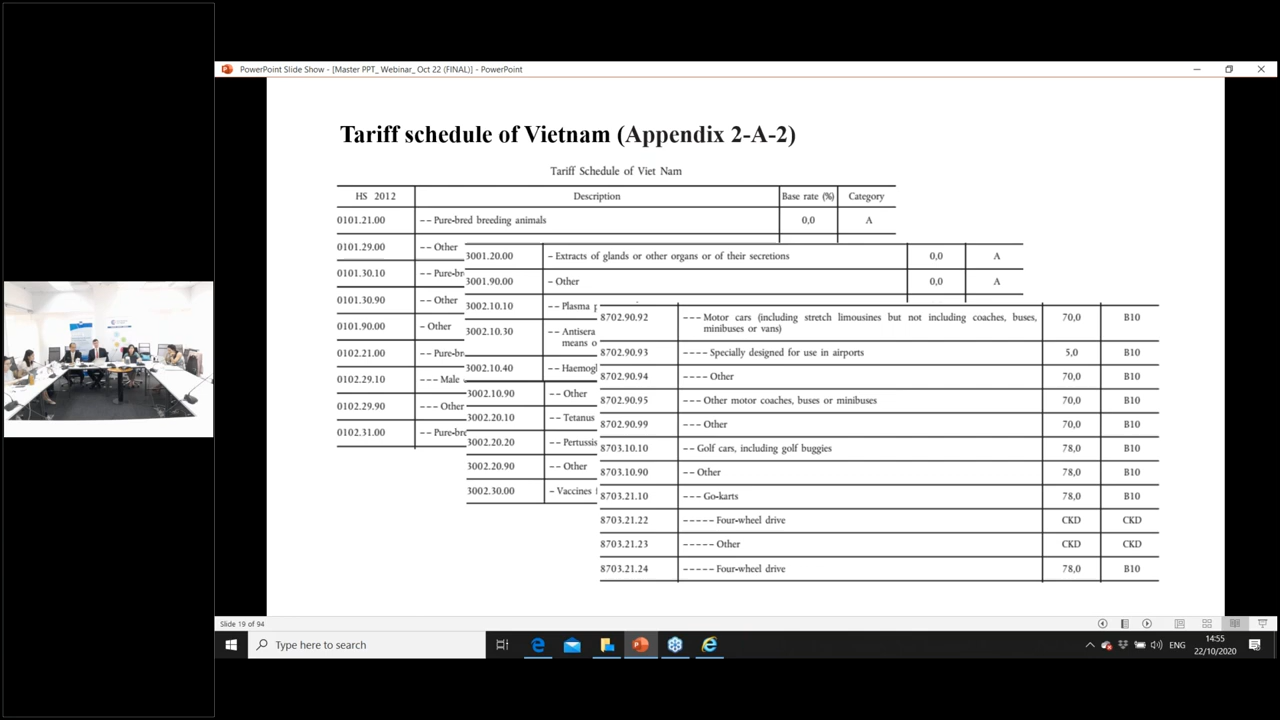 PowerPoint Slide Show - [Master PPT_ Webinar_ Oct 22 (FINAL)] - PowerPoint
Tariff schedule of Vietnam (Appendix 2-A-2)
Tariff Schedule of Viet Nam
HS 2012 Description Base rate (%) Category
0101.21.00 -- Pure-bred breeding animals 0,0 A
0101.29.00 -- Other
0101.30.10 -- Pure-br
0101.30.90 -- Other
0101.90.00 - Other
0102.21.00 -- Pure-br
0102.29.10 --- Male
0102.29.90 --- Other
0102.31.00 -- Pure-bre
3001.20.00 - Extracts of glands or other organs or of their secretions 0,0 A
3001.90.00 - Other 0,0 A
3002.10.10 -- Plasma p
3002.10.30 -- Antisera
means o
3002.10.40 -- Haemogl
3002.10.90 -- Other
3002.20.10 -- Tetanus
3002.20.20 -- Pertussis
3002.20.90 -- Other
3002.30.00 - Vaccines
8702.90.92 --- Motor cars (including stretch limousines but not including coaches, buses, 70,0 B10
minibuses or vans)
8702.90.93 ---- Specially designed for use in airports 5,0 B10
8702.90.94 ---- Other 70,0 B10
8702.90.95 --- Other motor coaches, buses or minibuses 70,0 B10
8702.90.99 --- Other 70,0 B10
8703.10.10 -- Golf cars, including golf buggies 78,0 B10
8703.10.90 -- Other 78,0 B10
8703.21.10 --- Go-karts 78,0 B10
8703.21.22 ----- Four-wheel drive CKD CKD
8703.21.23 ----- Other CKD CKD
8703.21.24 ----- Four-wheel drive 78,0 B10
Slide 19 of 94
Type here to search
ENG
14:55
22/10/2020